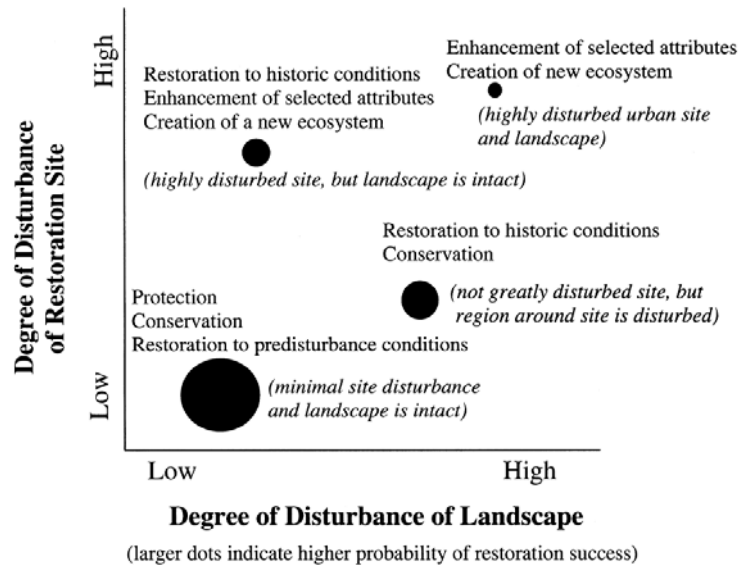 High
Enhancement of selected attributes
Creation of new ecosystem
(highly disturbed urban site
and landscape)
Restoration to historic conditions
Enhancement of selected attributes
Creation of a new ecosystem
(highly disturbed site, but landscape is intact)
Degree of Disturbance
of Restoration Site
Restoration to historic conditions
Conservation
(not greatly disturbed site, but
region around site is disturbed)
Protection
Conservation
Restoration to predisturbance conditions
(minimal site disturbance
and landscape is intact)
Low
Low
High
Degree of Disturbance of Landscape
(larger dots indicate higher probability of restoration success)